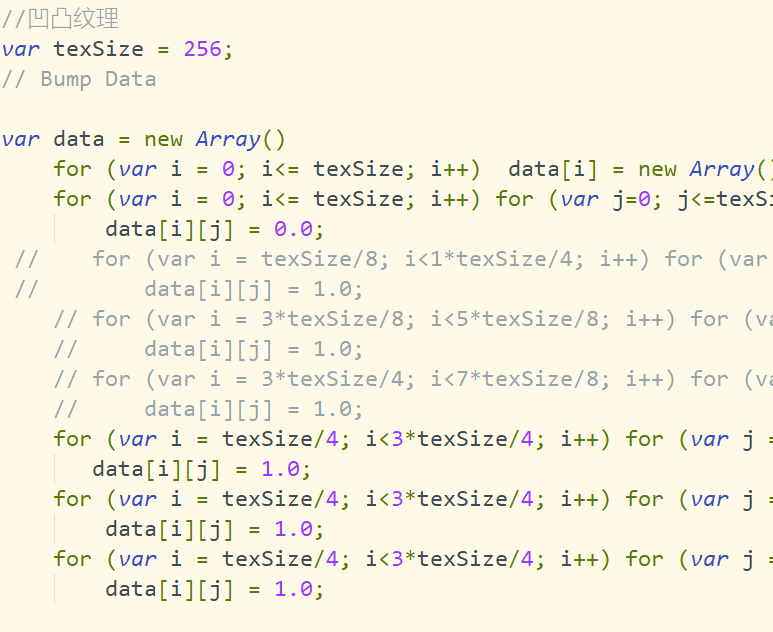 //凹凸纹理
var texSize = 256;
// Bump Data
var data = new Array()
for (var i = 0; i<= texSize; i++)  data[i] = new Array()
for (var i = 0; i<= texSize; i++) for (var j=0; j<=texS
data[i][j] = 0.0;
//    for (var i = texSize/8; i<1*texSize/4; i++) for (var
//        data[i][j] = 1.0;
// for (var i = 3*texSize/8; i<5*texSize/8; i++) for (va
//     data[i][j] = 1.0;
// for (var i = 3*texSize/4; i<7*texSize/8; i++) for (va
//     data[i][j] = 1.0;
for (var i = texSize/4; i<3*texSize/4; i++) for (var j =
data[i][j] = 1.0;
for (var i = texSize/4; i<3*texSize/4; i++) for (var j =
data[i][j] = 1.0;
for (var i = texSize/4; i<3*texSize/4; i++) for (var j =
data[i][j] = 1.0;